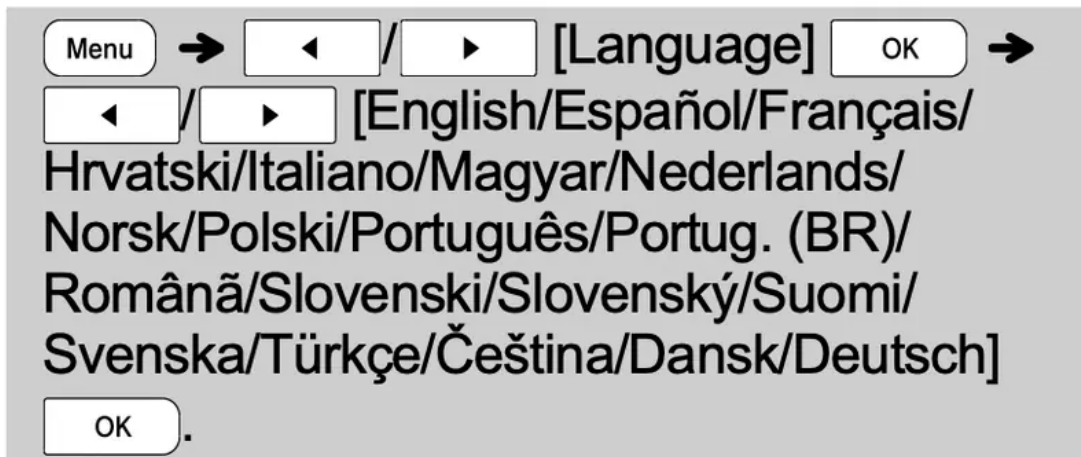 Menu → ◂ / ▸ [Language] OK →
◂ / ▸ [English/Español/Français/
Hrvatski/Italiano/Magyar/Nederlands/
Norsk/Polski/Português/Portug. (BR)/
Românã/Slovenski/Slovenský/Suomi/
Svenska/Türkçe/Čeština/Dansk/Deutsch]
OK .